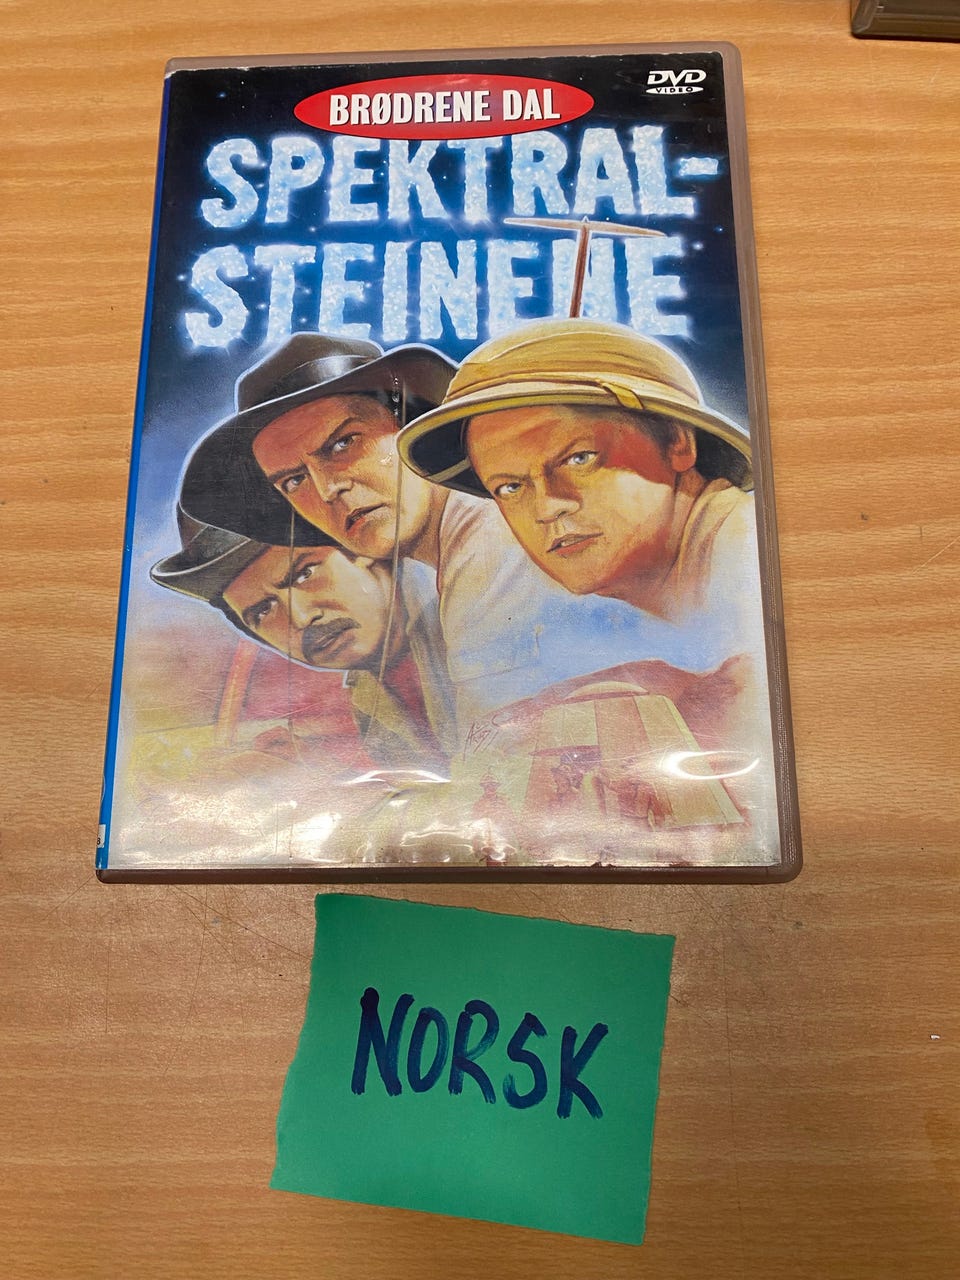 BRØDRENE DAL
DVD
VIDEO
SPEKTRAL-
STEINENE
NORSK